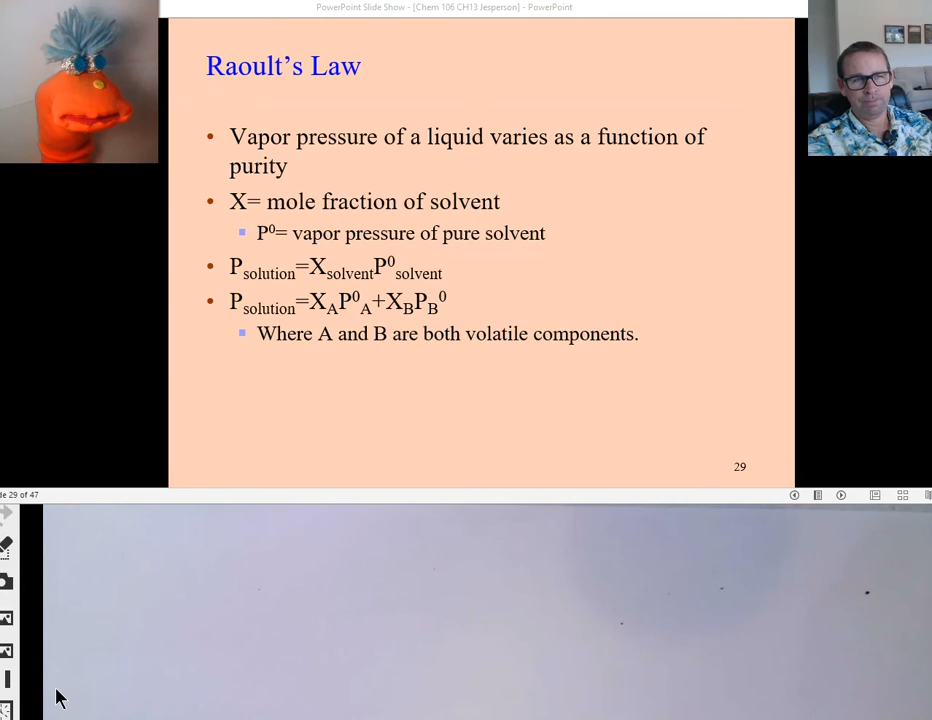 PowerPoint Slide Show - [Chem 106 CH13 Jesperson] - PowerPoint
Raoult's Law
• Vapor pressure of a liquid varies as a function of
purity
• X= mole fraction of solvent
▪ P⁰= vapor pressure of pure solvent
• Psolution=XsolventP⁰solvent
• Psolution=XAP⁰A+XBPB⁰
▪ Where A and B are both volatile components.
29
de 29 of 47